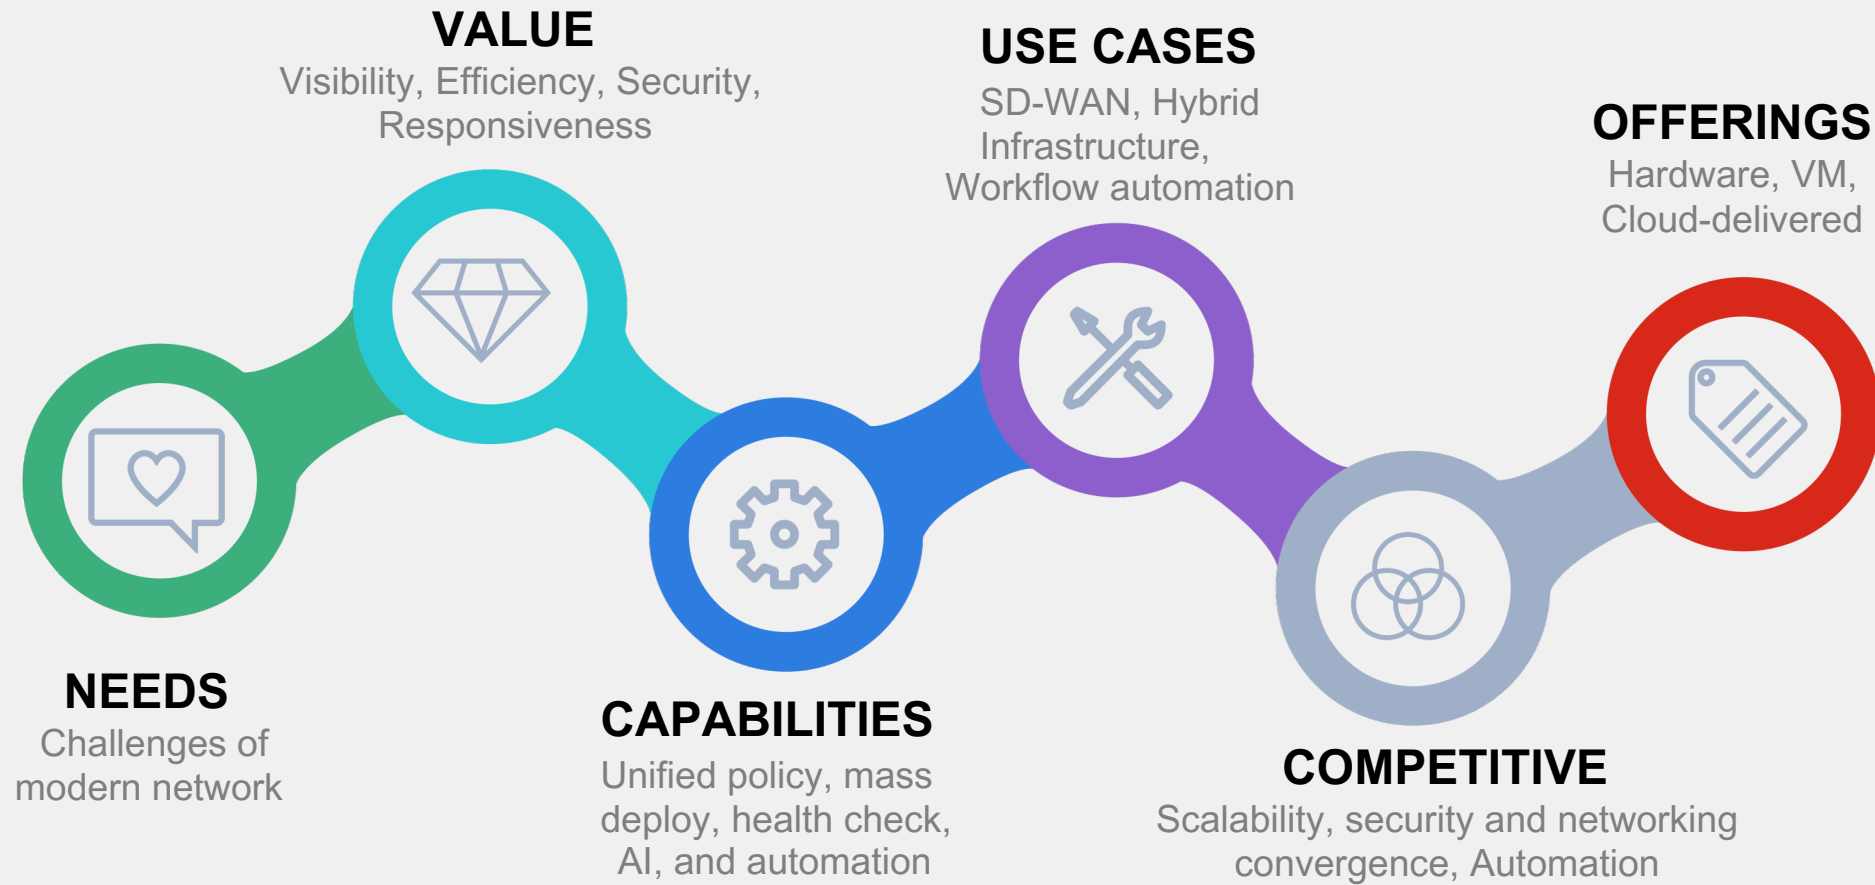 VALUE
Visibility, Efficiency, Security,
Responsiveness
USE CASES
SD-WAN, Hybrid
Infrastructure,
Workflow automation
OFFERINGS
Hardware, VM,
Cloud-delivered
NEEDS
Challenges of
modern network
CAPABILITIES
Unified policy, mass
deploy, health check,
AI, and automation
COMPETITIVE
Scalability, security and networking
convergence, Automation